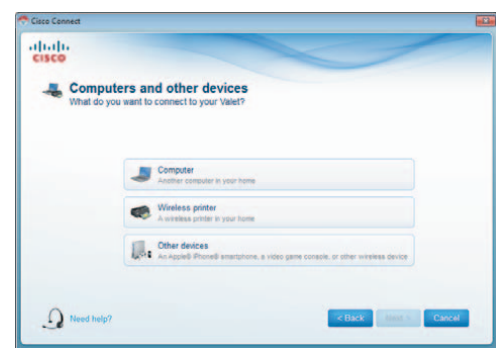 Cisco Connect
CISCO
Computers and other devices
What do you want to connect to your Valet?
Computer
Another computer in your home
Wireless printer
A wireless printer in your home
Other devices
An Apple® iPhone® smartphone, a video game console, or other wireless device
Need help?
< Back
Next >
Cancel